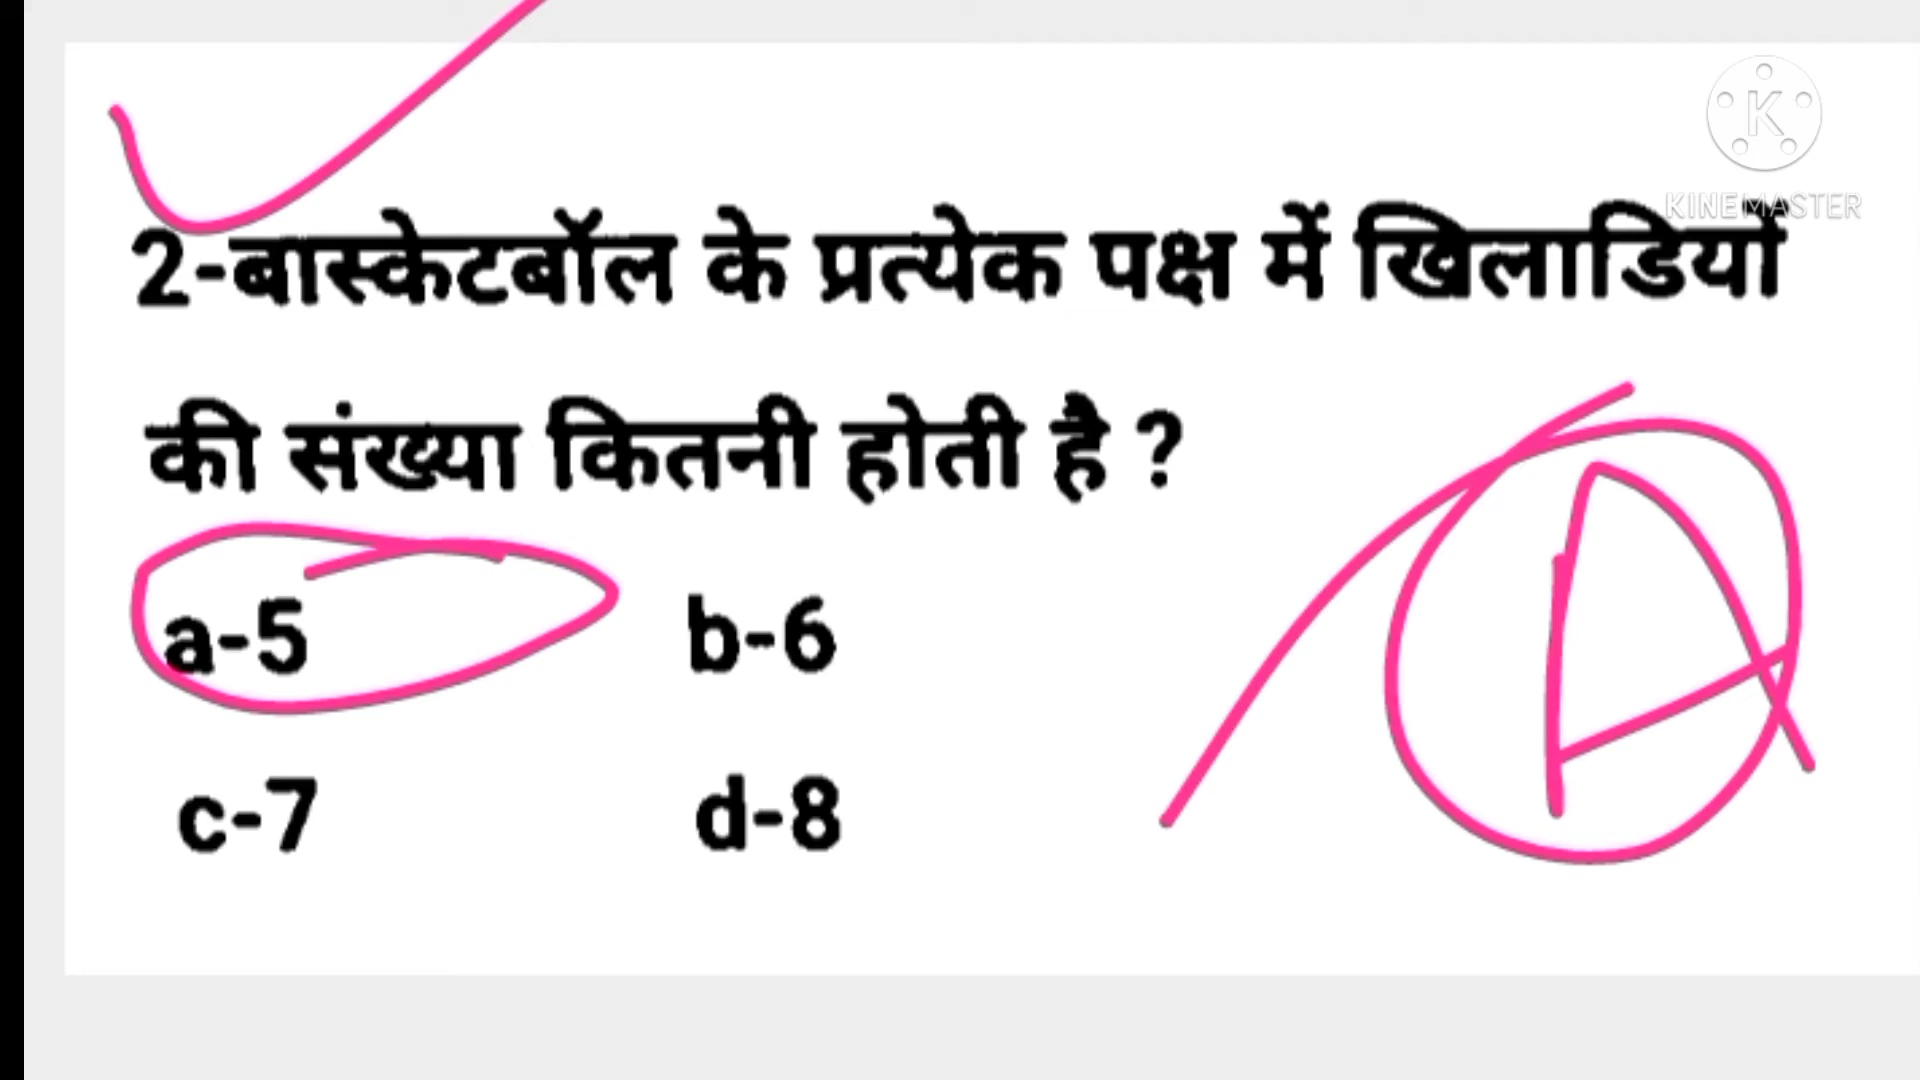 K
KINEMASTER
2-बास्केटबॉल के प्रत्येक पक्ष में खिलाडियों
की संख्या कितनी होती है ?
a-5 b-6
A
c-7 d-8